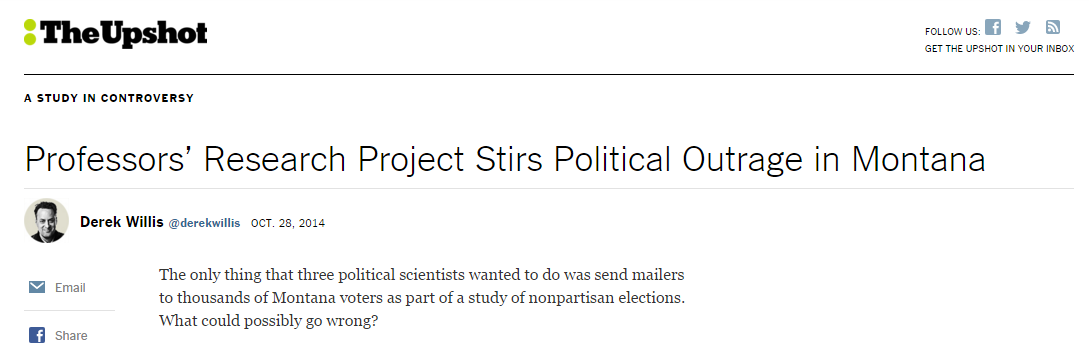 TheUpshot
FOLLOW US:
GET THE UPSHOT IN YOUR INBOX
A STUDY IN CONTROVERSY
Professors’ Research Project Stirs Political Outrage in Montana
Derek Willis @derekwillis OCT. 28, 2014
The only thing that three political scientists wanted to do was send mailers
to thousands of Montana voters as part of a study of nonpartisan elections.
What could possibly go wrong?
Email
Share